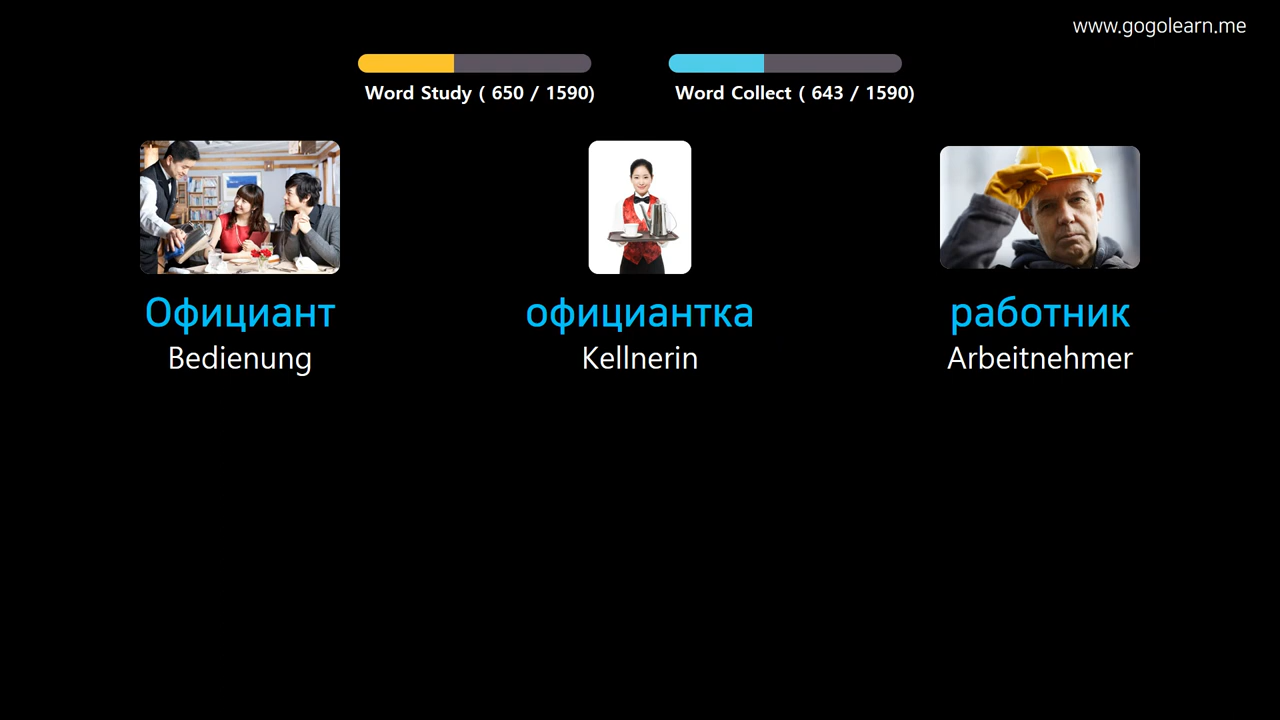 www.gogolearn.me
Word Study ( 650 / 1590)
Word Collect ( 643 / 1590)
Официант
официантка
работник
Bedienung
Kellnerin
Arbeitnehmer